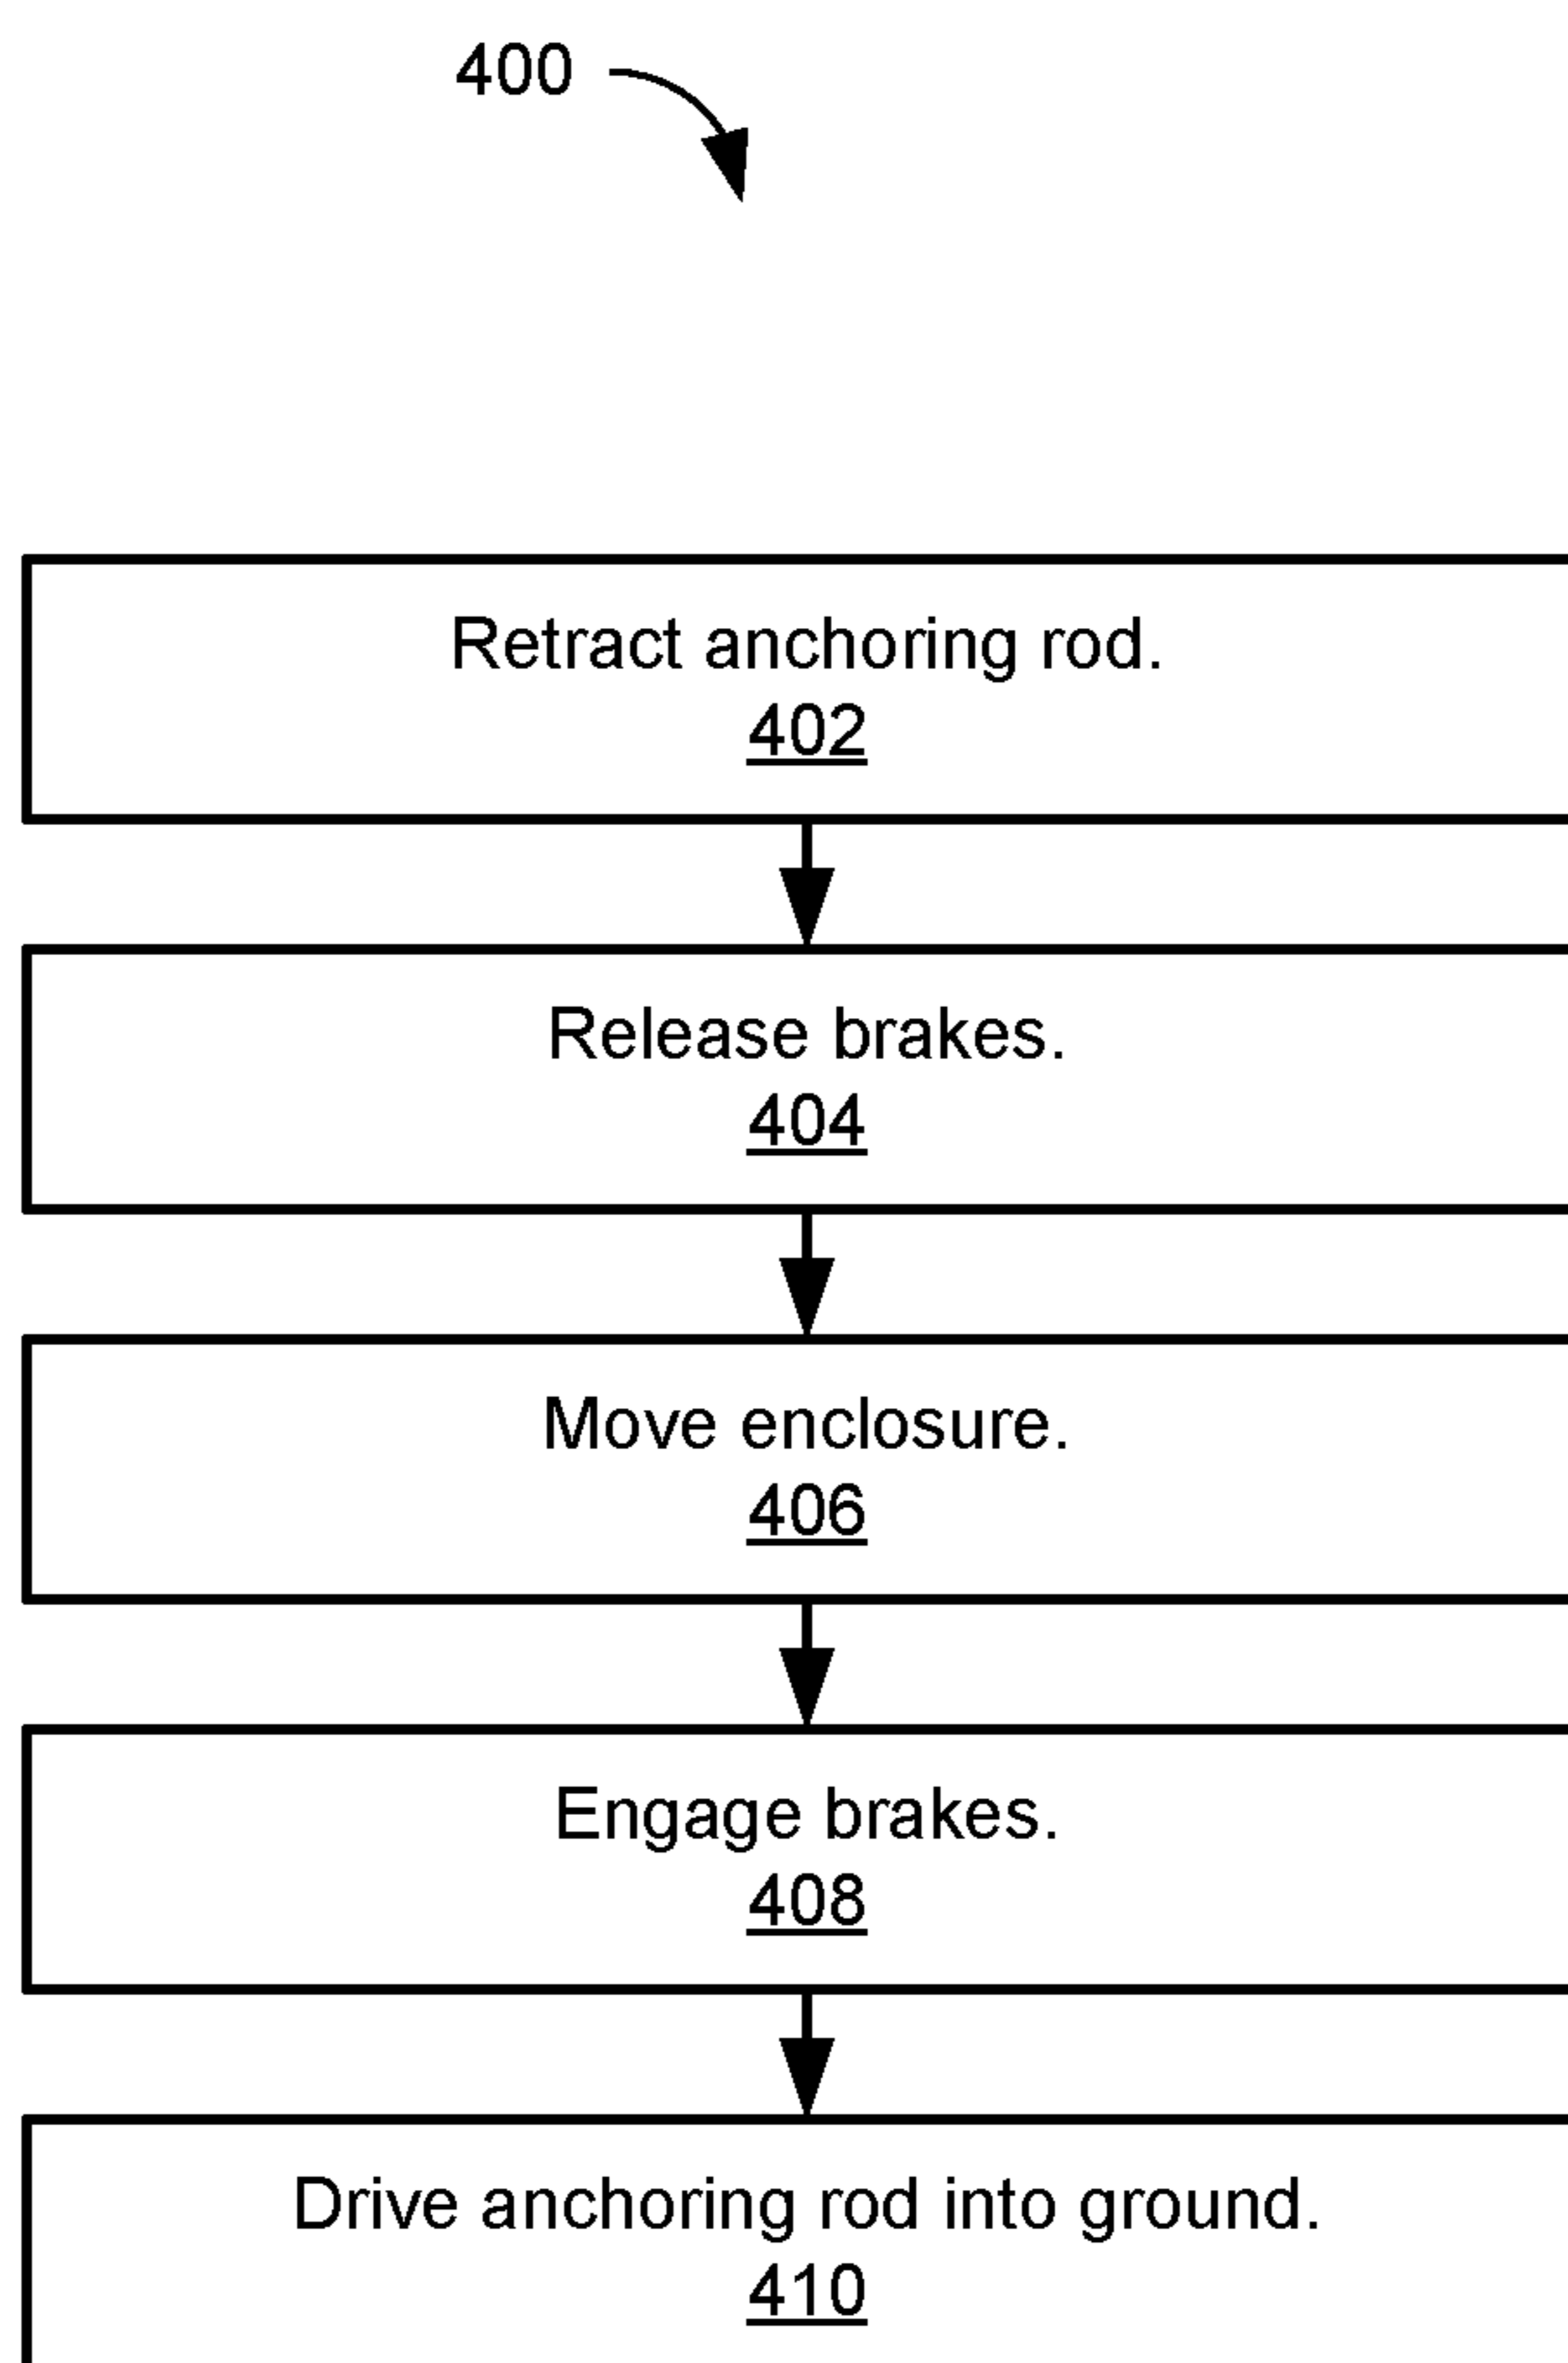 400
Retract anchoring rod.
402
Release brakes.
404
Move enclosure.
406
Engage brakes.
408
Drive anchoring rod into ground.
410